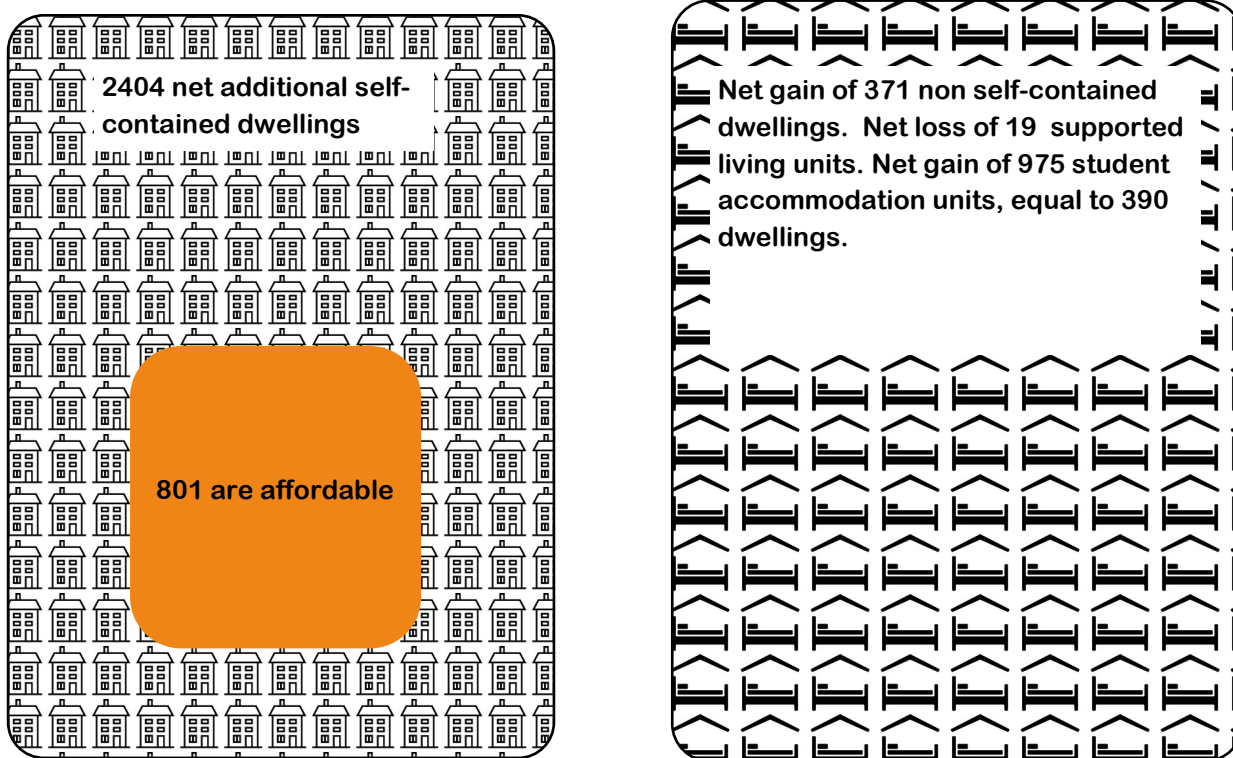 2404 net additional self-
contained dwellings
801 are affordable
Net gain of 371 non self-contained
dwellings.  Net loss of 19  supported
living units. Net gain of 975 student
accommodation units, equal to 390
dwellings.